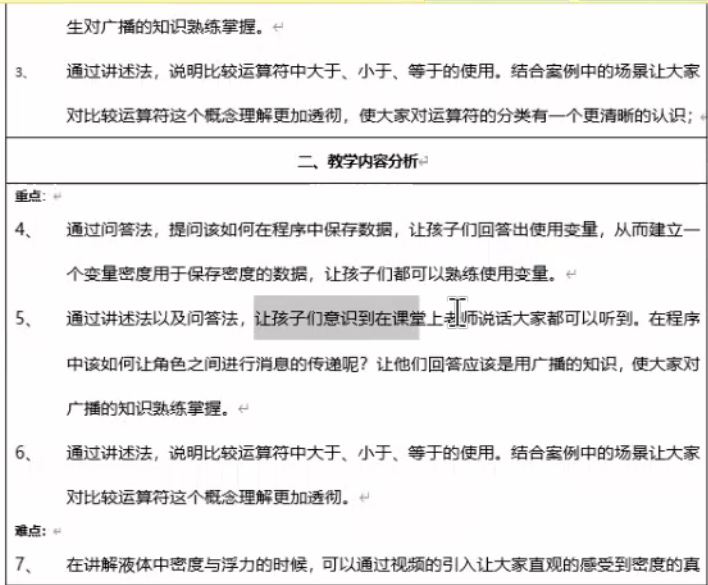 生对广播的知识熟练掌握。
3、 通过讲述法，说明比较运算符中大于、小于、等于的使用。结合案例中的场景让大家
对比较运算符这个概念理解更加透彻，使大家对运算符的分类有一个更清晰的认识；
二、教学内容分析
重点：
4、 通过问答法，提问该如何在程序中保存数据，让孩子们回答出使用变量，从而建立一
个变量密度用于保存密度的数据，让孩子们都可以熟练使用变量。
5、 通过讲述法以及问答法，让孩子们意识到在课堂上老师说话大家都可以听到。在程序
中该如何让角色之间进行消息的传递呢？让他们回答应该是用广播的知识，使大家对
广播的知识熟练掌握。
6、 通过讲述法，说明比较运算符中大于、小于、等于的使用。结合案例中的场景让大家
对比较运算符这个概念理解更加透彻。
难点：
7、 在讲解液体中密度与浮力的时候，可以通过视频的引入让大家直观的感受到密度的真